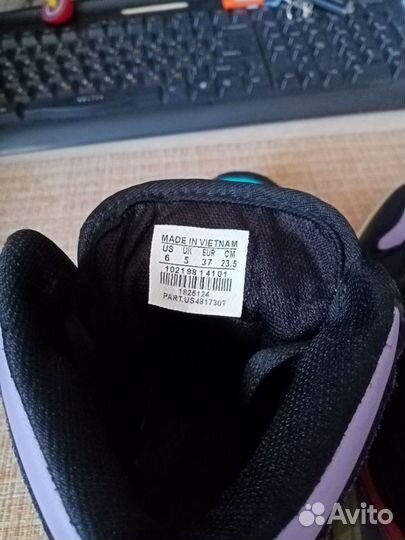 MADE IN VIETNAM
US UK EUR CM
6 5 37 23.5
10219814101
1825124
PART.US4817307
Avito